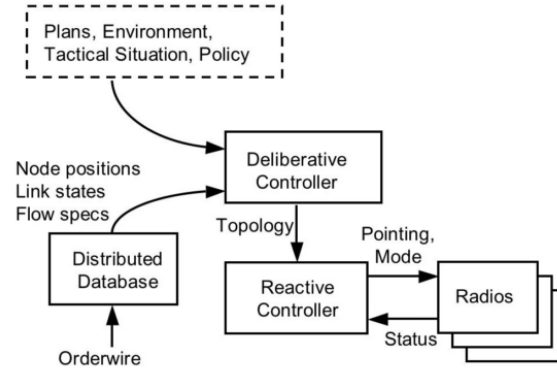 Plans, Environment,
Tactical Situation, Policy
Deliberative
Controller
Node positions
Link states
Flow specs
Topology
Pointing,
Mode
Distributed
Database
Reactive
Controller
Radios
Status
Orderwire